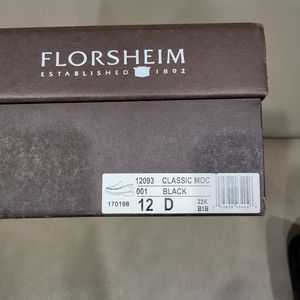 FLORSHEIM
ESTABLISHED 1892
12093 CLASSIC MOC
001 BLACK
170198 12 D 22K
B1B